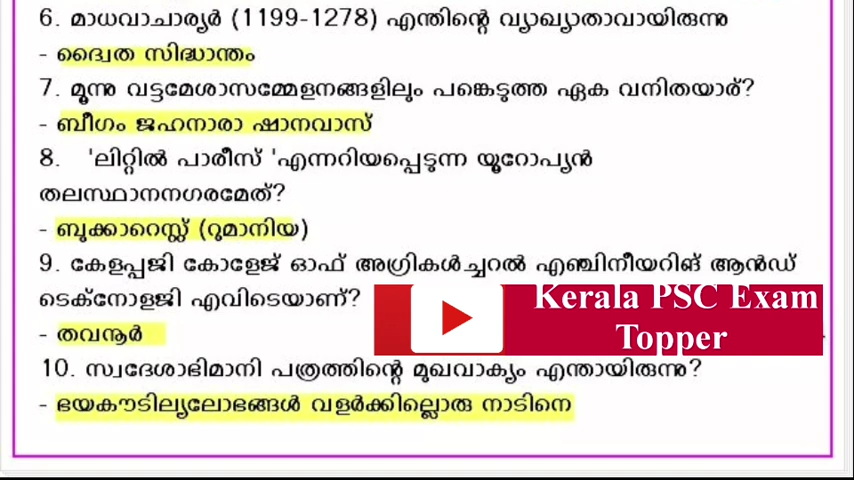 6. മാധവാചാര്യർ (1199-1278) എന്തിന്റെ വ്യാഖ്യാതാവായിരുന്നു
- ദ്വൈത സിദ്ധാന്തം
7. മൂന്നു വട്ടമേശാസമ്മേളനങ്ങളിലും പങ്കെടുത്ത ഏക വനിതയാര്?
- ബീഗം ജഹനാരാ ഷാനവാസ്
8. 'ലിറ്റിൽ പാരീസ് 'എന്നറിയപ്പെടുന്ന യൂറോപ്യൻ
തലസ്ഥാനനഗരമേത്?
- ബുക്കാറെസ്റ്റ് (റുമാനിയ)
9. കേളപ്പജി കോളേജ് ഓഫ് അഗ്രികൾച്ചറൽ എഞ്ചിനീയറിങ് ആൻഡ്
ടെക്നോളജി എവിടെയാണ്?
- തവനൂർ
Kerala PSC Exam
Topper
10. സ്വദേശാഭിമാനി പത്രത്തിന്റെ മുഖവാക്യം എന്തായിരുന്നു?
- ഭയകൗടില്യലോഭങ്ങൾ വളർക്കില്ലൊരു നാടിനെ